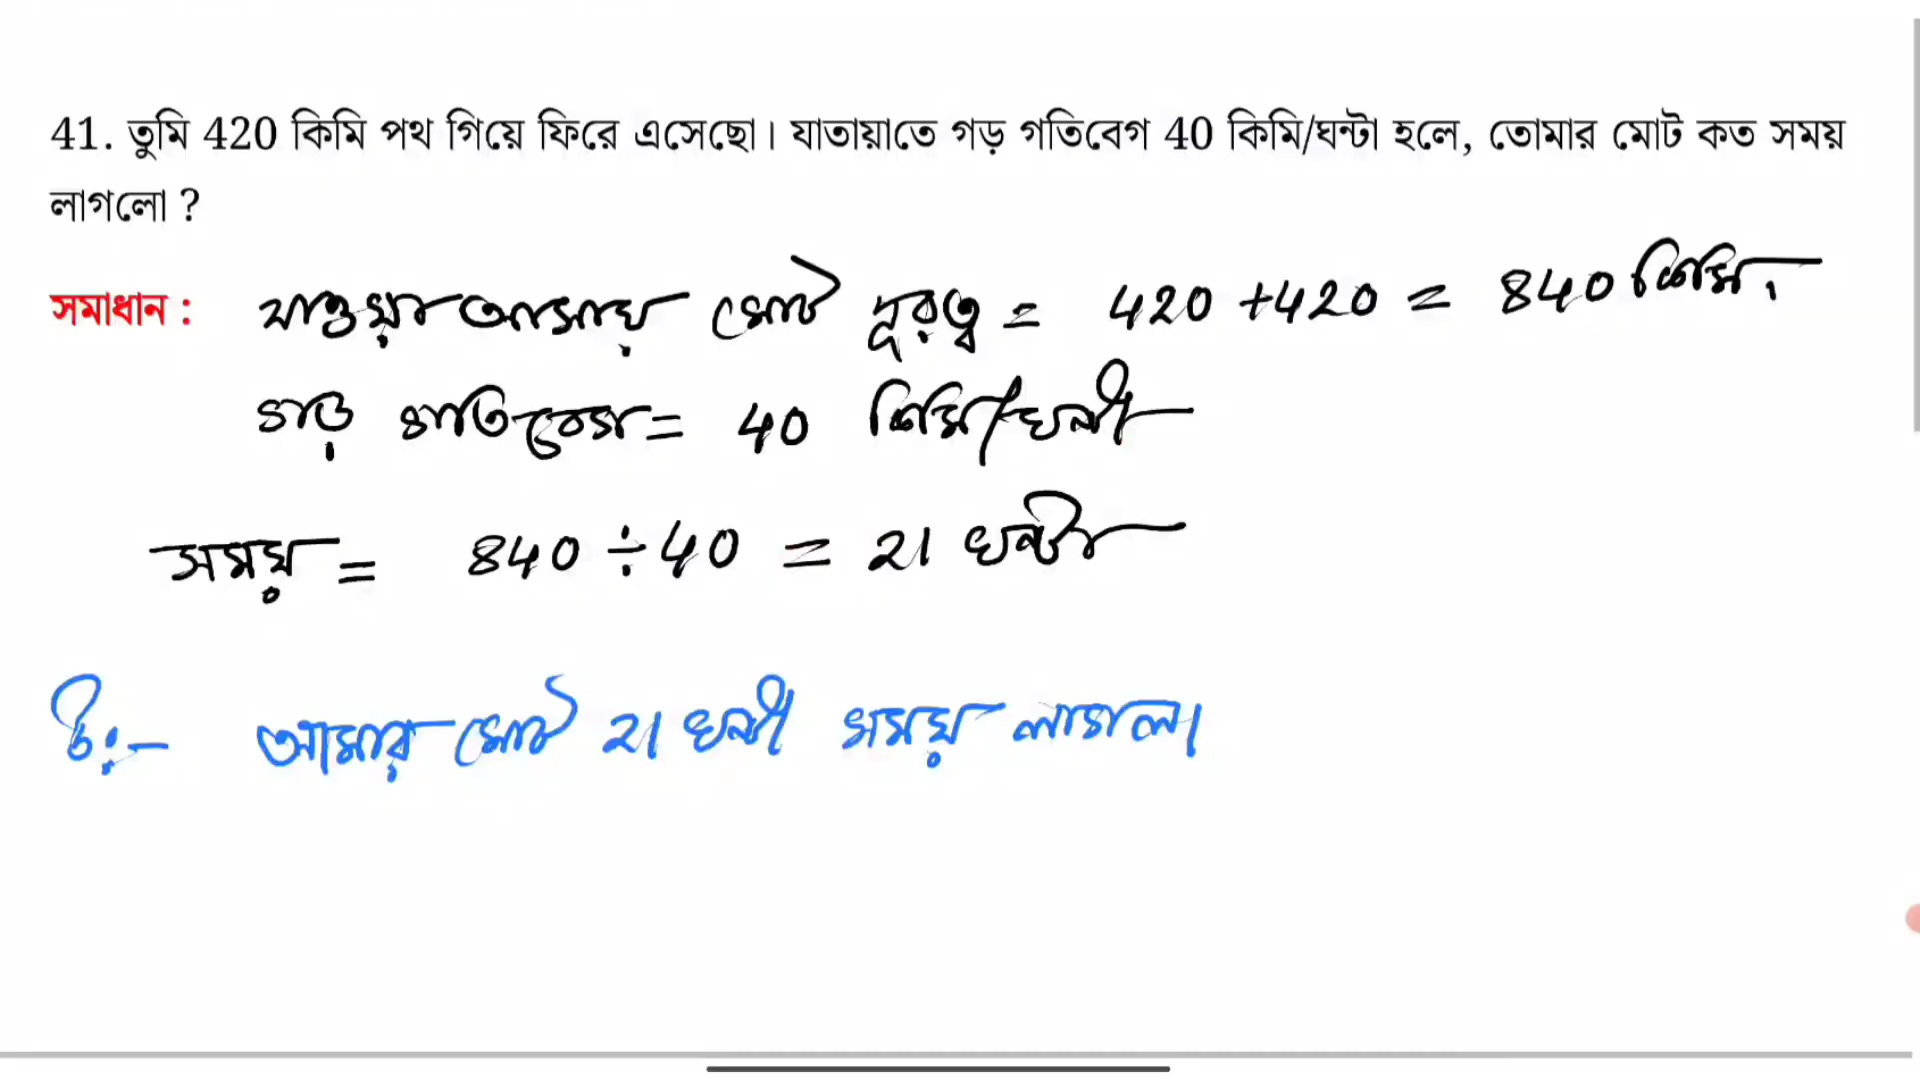 41. তুমি 420 কিমি পথ গিয়ে ফিরে এসেছো। যাতায়াতে গড় গতিবেগ 40 কিমি/ঘন্টা হলে, তোমার মোট কত সময়
লাগলো ?
সমাধান : যাওয়া আসায় মোট দূরত্ব = 420 + 420 = 840 কিমি.
গড় গতিবেগ = 40 কিমি/ঘন্টা
সময় = 840 ÷ 40 = 21 ঘন্টা
উঃ- আমার মোট 21 ঘন্টা সময় লাগল।